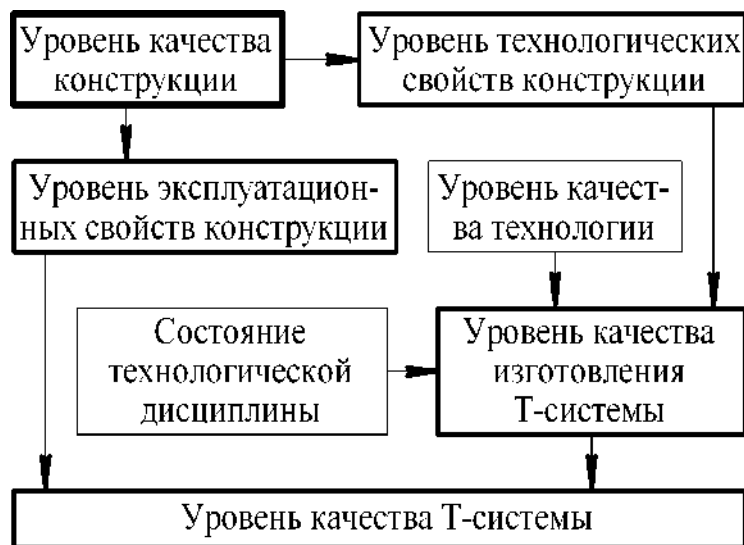 Уровень качества
конструкции
Уровень технологических
свойств конструкции
Уровень эксплуатацион-
ных свойств конструкции
Уровень качест-
ва технологии
Состояние
технологической
дисциплины
Уровень качества
изготовления
Т-системы
Уровень качества Т-системы